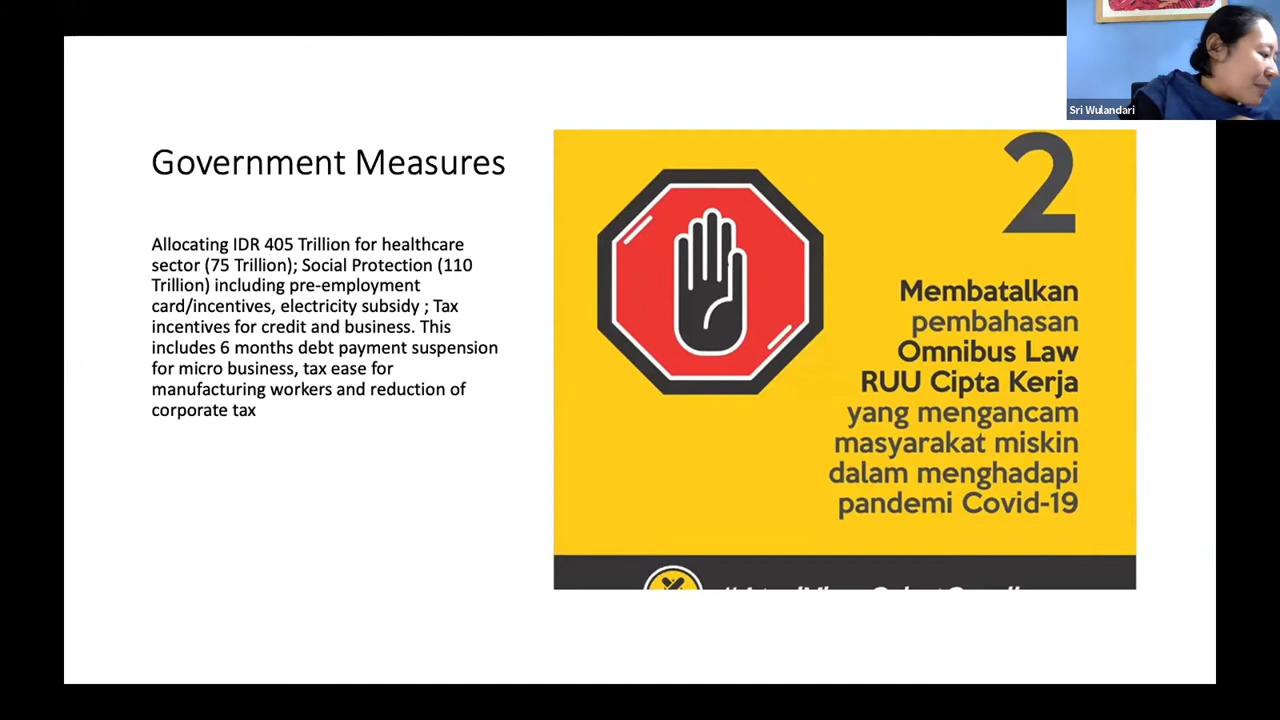 Sri Wulandari
Government Measures
Allocating IDR 405 Trillion for healthcare
sector (75 Trillion); Social Protection (110
Trillion) including pre-employment
card/incentives, electricity subsidy ; Tax
incentives for credit and business. This
includes 6 months debt payment suspension
for micro business, tax ease for
manufacturing workers and reduction of
corporate tax
2
Membatalkan
pembahasan
Omnibus Law
RUU Cipta Kerja
yang mengancam
masyarakat miskin
dalam menghadapi
pandemi Covid-19